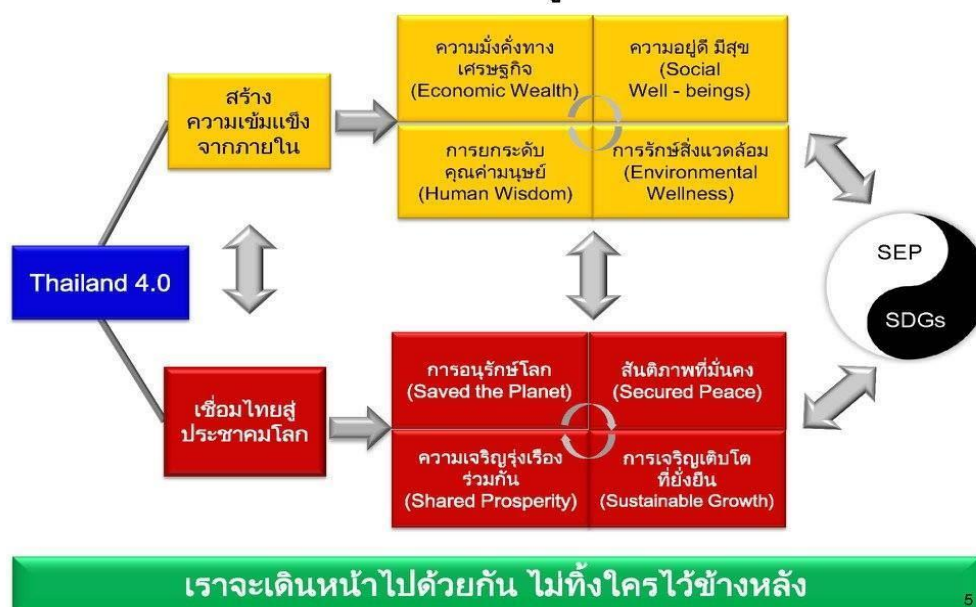 ความมั่งคั่งทาง
เศรษฐกิจ
(Economic Wealth)
ความอยู่ดี มีสุข
(Social
Well - beings)
สร้าง
ความเข้มแข็ง
จากภายใน
การยกระดับ
คุณค่ามนุษย์
(Human Wisdom)
การรักษ์สิ่งแวดล้อม
(Environmental
Wellness)
Thailand 4.0
SEP
SDGs
การอนุรักษ์โลก
(Saved the Planet)
สันติภาพที่มั่นคง
(Secured Peace)
เชื่อมไทยสู่
ประชาคมโลก
ความเจริญรุ่งเรือง
ร่วมกัน
(Shared Prosperity)
การเจริญเติบโต
ที่ยั่งยืน
(Sustainable Growth)
เราจะเดินหน้าไปด้วยกัน ไม่ทิ้งใครไว้ข้างหลัง
5